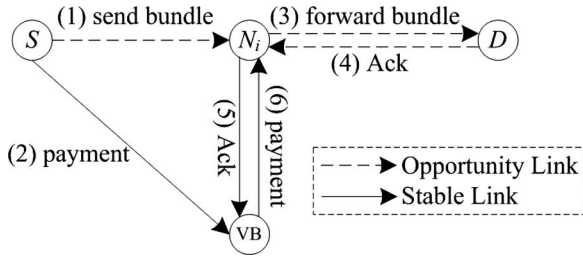 (1) send bundle
(3) forward bundle
S
N_i
D
(4) Ack
(2) payment
(5) Ack
(6) payment
VB
Opportunity Link
Stable Link